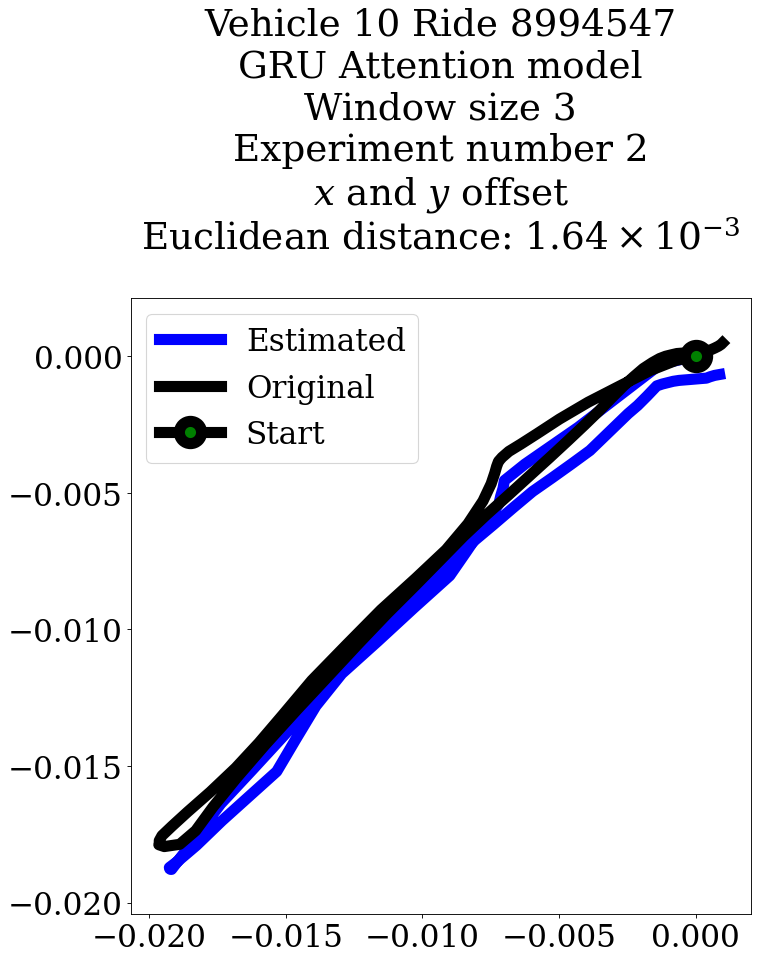 Vehicle 10 Ride 8994547
GRU Attention model
Window size 3
Experiment number 2
x and y offset
Euclidean distance: 1.64 × 10⁻³
Estimated
Original
Start
0.000
−0.005
−0.010
−0.015
−0.020
−0.020 −0.015 −0.010 −0.005 0.000